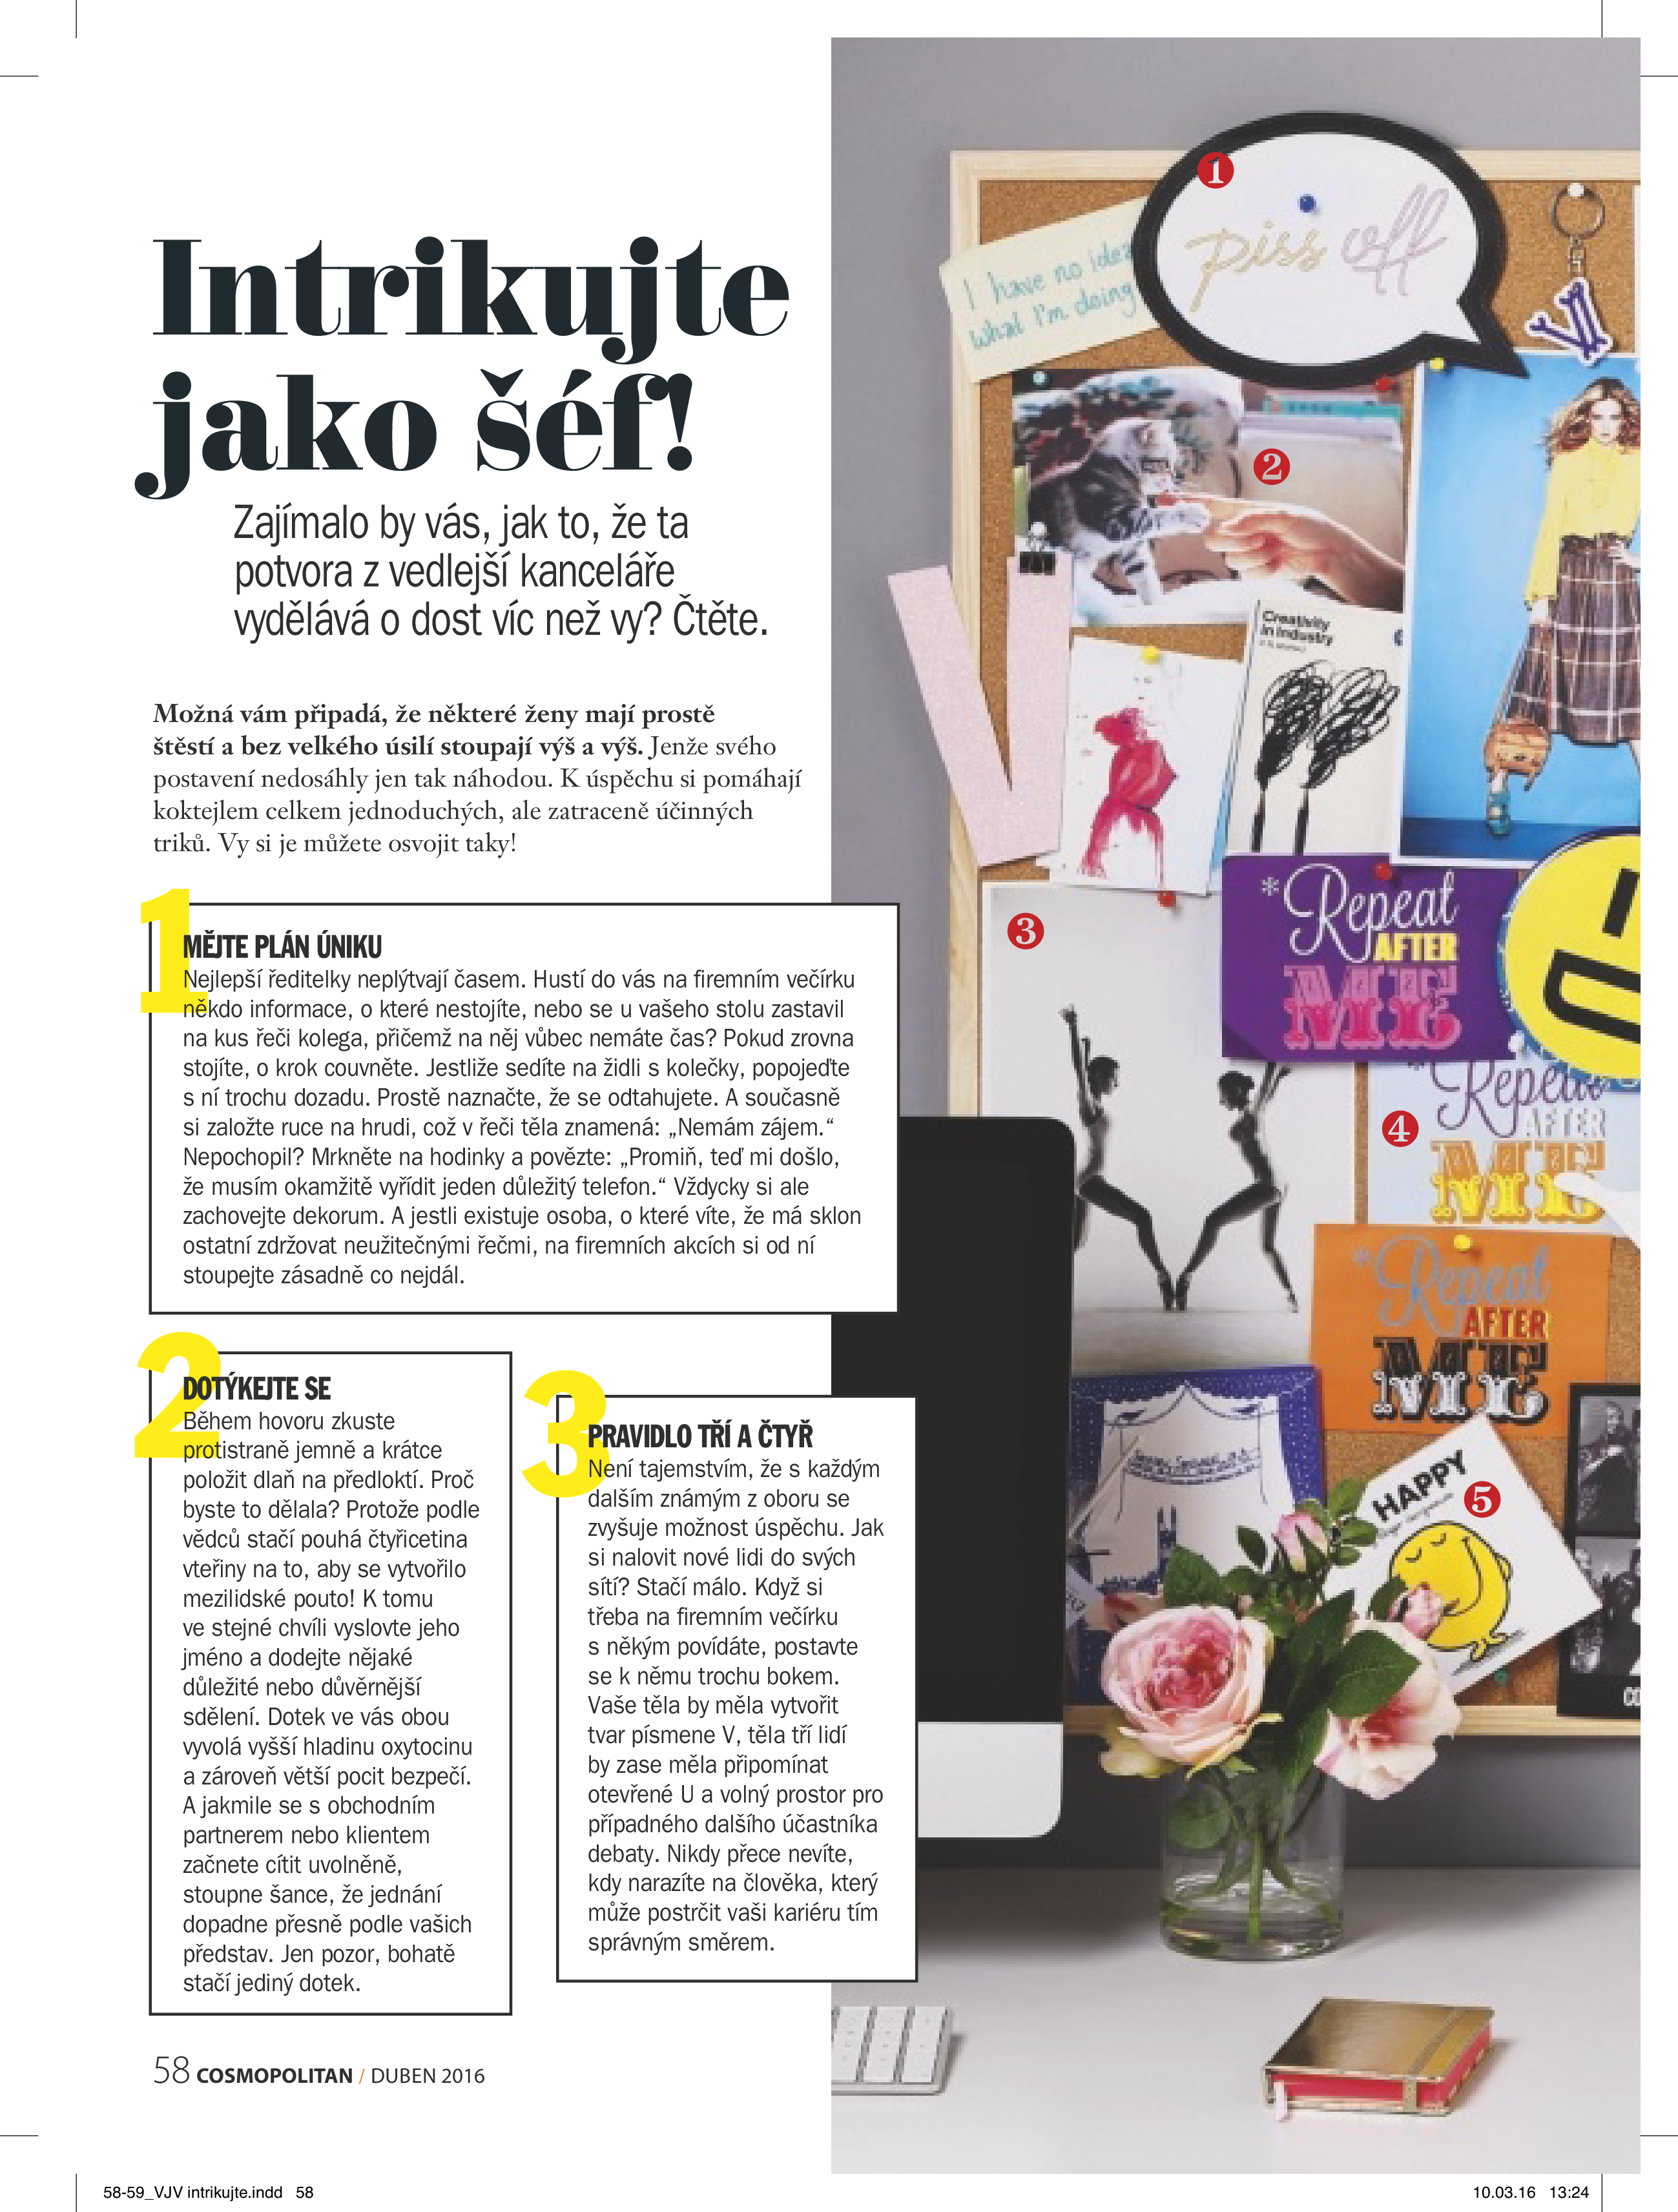 Intrikujte
jako šéf!
Zajímalo by vás, jak to, že ta
potvora z vedlejší kanceláře
vydělává o dost víc než vy? Čtěte.
Možná vám připadá, že některé ženy mají prostě
štěstí a bez velkého úsilí stoupají výš a výš. Jenže svého
postavení nedosáhly jen tak náhodou. K úspěchu si pomáhají
koktejlem celkem jednoduchých, ale zatraceně účinných
triků. Vy si je můžete osvojit taky!
1
MĚJTE PLÁN ÚNIKU
Nejlepší ředitelky neplýtvají časem. Hustí do vás na firemním večírku
někdo informace, o které nestojíte, nebo se u vašeho stolu zastavil
na kus řeči kolega, přičemž na něj vůbec nemáte čas? Pokud zrovna
stojíte, o krok couvněte. Jestliže sedíte na židli s kolečky, popojeďte
s ní trochu dozadu. Prostě naznačte, že se odtahujete. A současně
si založte ruce na hrudi, což v řeči těla znamená: „Nemám zájem.“
Nepochopil? Mrkněte na hodinky a povězte: „Promiň, teď mi došlo,
že musím okamžitě vyřídit jeden důležitý telefon.“ Vždycky si ale
zachovejte dekorum. A jestli existuje osoba, o které víte, že má sklon
ostatní zdržovat neužitečnými řečmi, na firemních akcích si od ní
stoupejte zásadně co nejdál.
2
DOTÝKEJTE SE
Během hovoru zkuste
protistraně jemně a krátce
položit dlaň na předloktí. Proč
byste to dělala? Protože podle
vědců stačí pouhá čtyřicetina
vteřiny na to, aby se vytvořilo
mezilidské pouto! K tomu
ve stejné chvíli vyslovte jeho
jméno a dodejte nějaké
důležité nebo důvěrnější
sdělení. Dotek ve vás obou
vyvolá vyšší hladinu oxytocinu
a zároveň větší pocit bezpečí.
A jakmile se s obchodním
partnerem nebo klientem
začnete cítit uvolněně,
stoupne šance, že jednání
dopadne přesně podle vašich
představ. Jen pozor, bohatě
stačí jediný dotek.
3
PRAVIDLO TŘÍ A ČTYŘ
Není tajemstvím, že s každým
dalším známým z oboru se
zvyšuje možnost úspěchu. Jak
si nalovit nové lidi do svých
sítí? Stačí málo. Když si
třeba na firemním večírku
s někým povídáte, postavte
se k němu trochu bokem.
Vaše těla by měla vytvořit
tvar písmene V, těla tří lidí
by zase měla připomínat
otevřené U a volný prostor pro
případného dalšího účastníka
debaty. Nikdy přece nevíte,
kdy narazíte na člověka, který
může postrčit vaši kariéru tím
správným směrem.
1
piss off
I have no idea
what I'm doing
VJ
2
V
Creativity
in Industry
3
*Repeat
AFTER
ME
4
*Repeat
AFTER
ME
*Repeat
AFTER
ME
HAPPY
5
CO
58 COSMOPOLITAN / DUBEN 2016
58-59_VJV intrikujte.indd 58
10.03.16 13:24